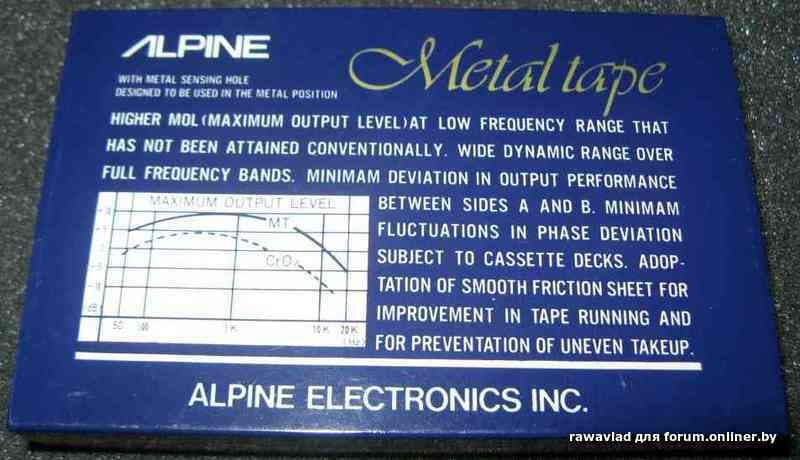 ALPINE
Metal tape
WITH METAL SENSING HOLE
DESIGNED TO BE USED IN THE METAL POSITION
HIGHER MOL (MAXIMUM OUTPUT LEVEL) AT LOW FREQUENCY RANGE THAT
HAS NOT BEEN ATTAINED CONVENTIONALLY. WIDE DYNAMIC RANGE OVER
FULL FREQUENCY BANDS. MINIMAM DEVIATION IN OUTPUT PERFORMANCE
BETWEEN SIDES A AND B. MINIMAM
FLUCTUATIONS IN PHASE DEVIATION
SUBJECT TO CASSETTE DECKS. ADOP-
TATION OF SMOOTH FRICTION SHEET FOR
IMPROVEMENT IN TAPE RUNNING AND
FOR PREVENTATION OF UNEVEN TAKEUP.
MAXIMUM OUTPUT LEVEL
MT
CrO₂
dB
50 100 1K 10K 20K
(Hz)
ALPINE ELECTRONICS INC.
rawavlad для forum.onliner.by